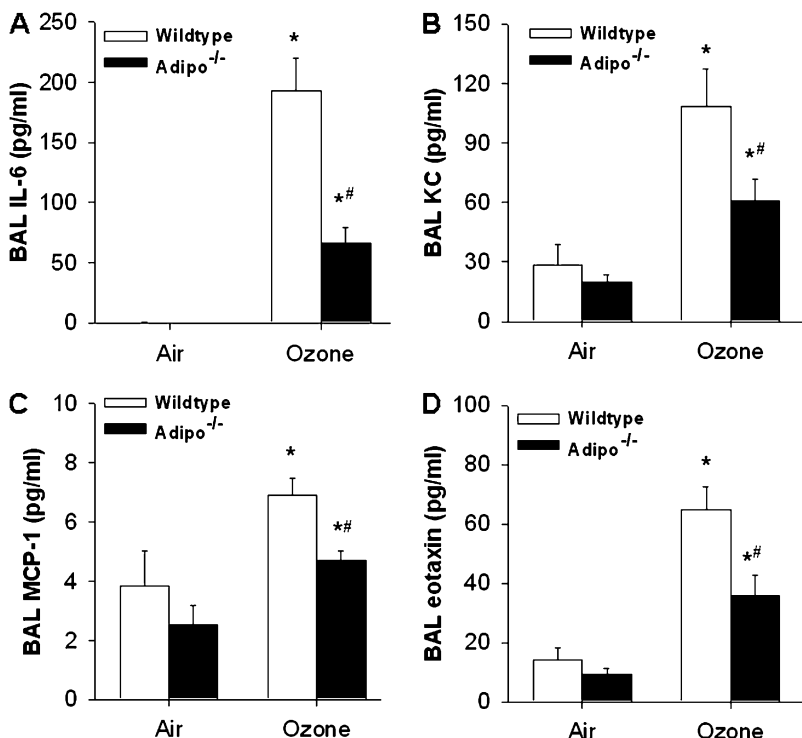 A
Wildtype
Adipo-/-
BAL IL-6 (pg/ml)
250
200
150
100
50
0
*
*#
Air
Ozone
B
Wildtype
Adipo-/-
BAL KC (pg/ml)
150
120
90
60
30
0
*
*#
Air
Ozone
C
Wildtype
Adipo-/-
BAL MCP-1 (pg/ml)
10
8
6
4
2
0
*
*#
Air
Ozone
D
Wildtype
Adipo-/-
BAL eotaxin (pg/ml)
100
80
60
40
20
0
*
*#
Air
Ozone